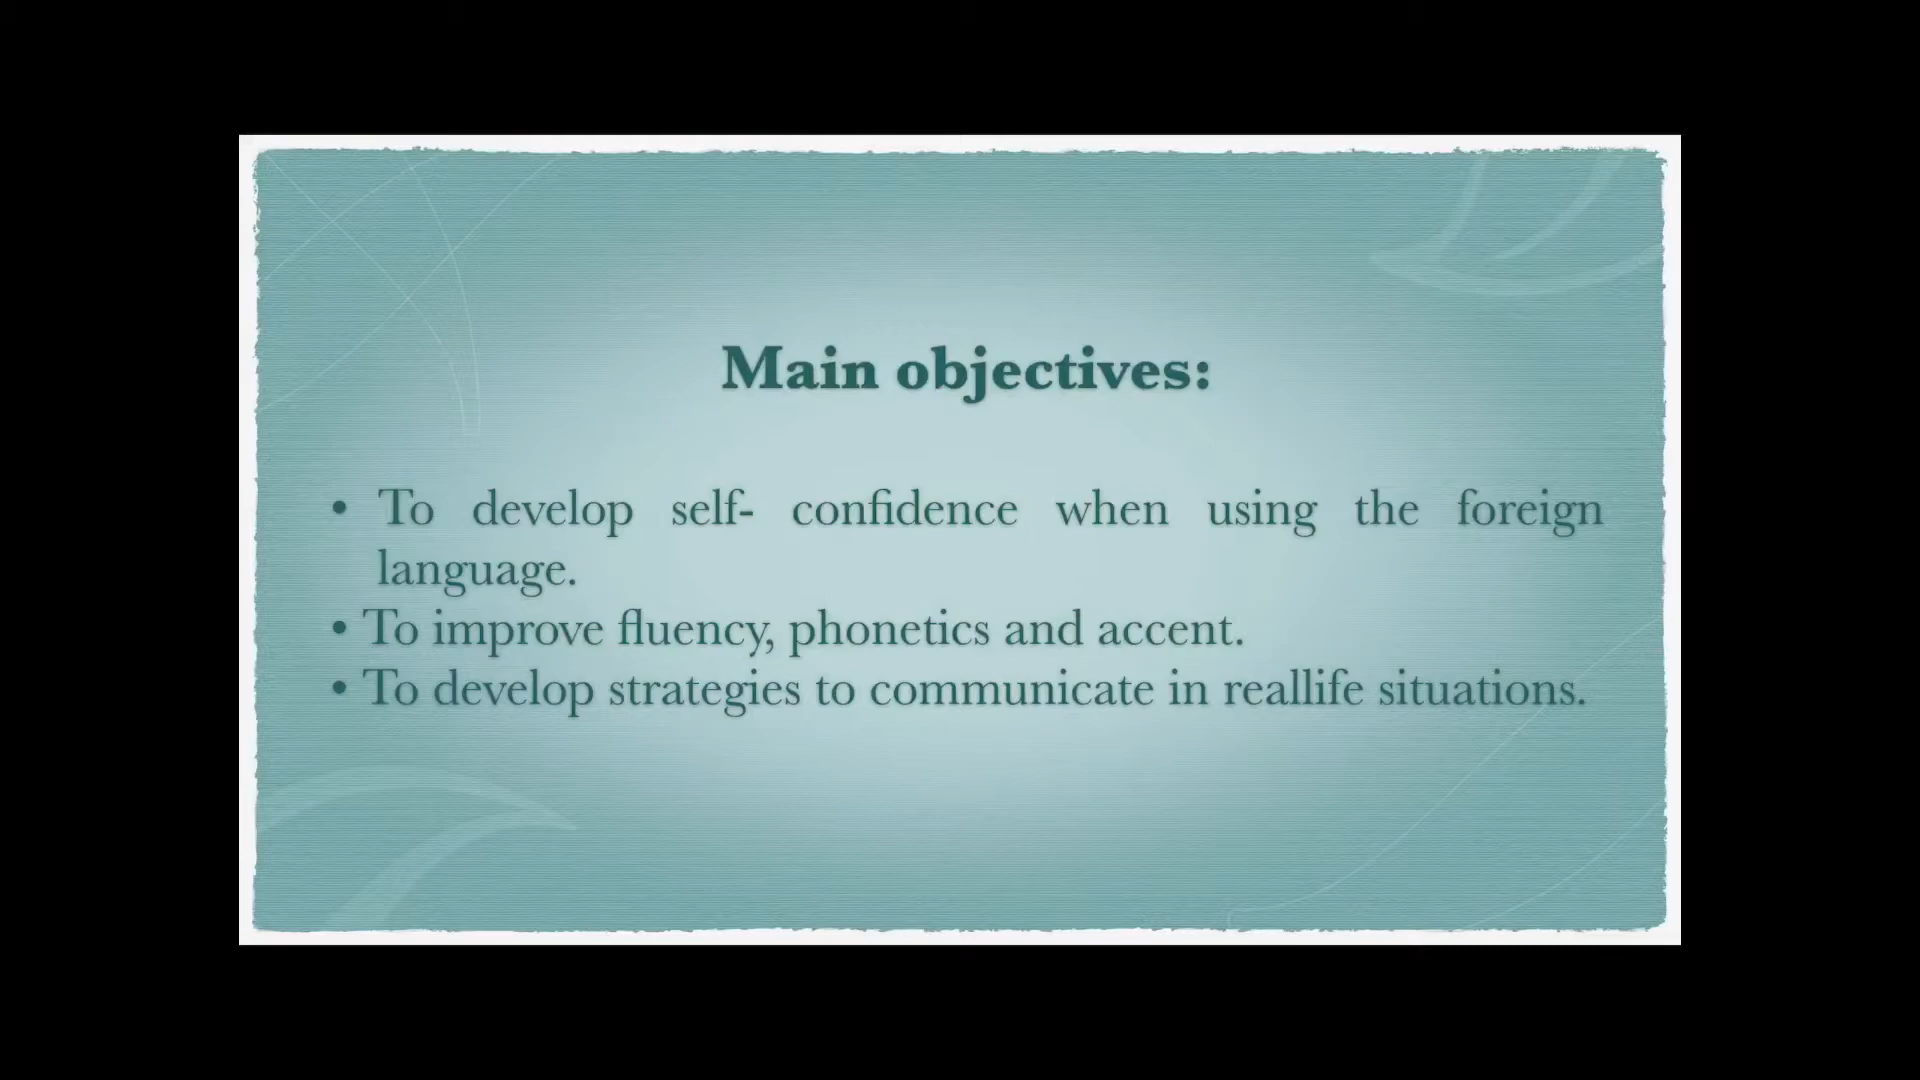 Main objectives:
• To develop self- confidence when using the foreign
language.
• To improve fluency, phonetics and accent.
• To develop strategies to communicate in reallife situations.